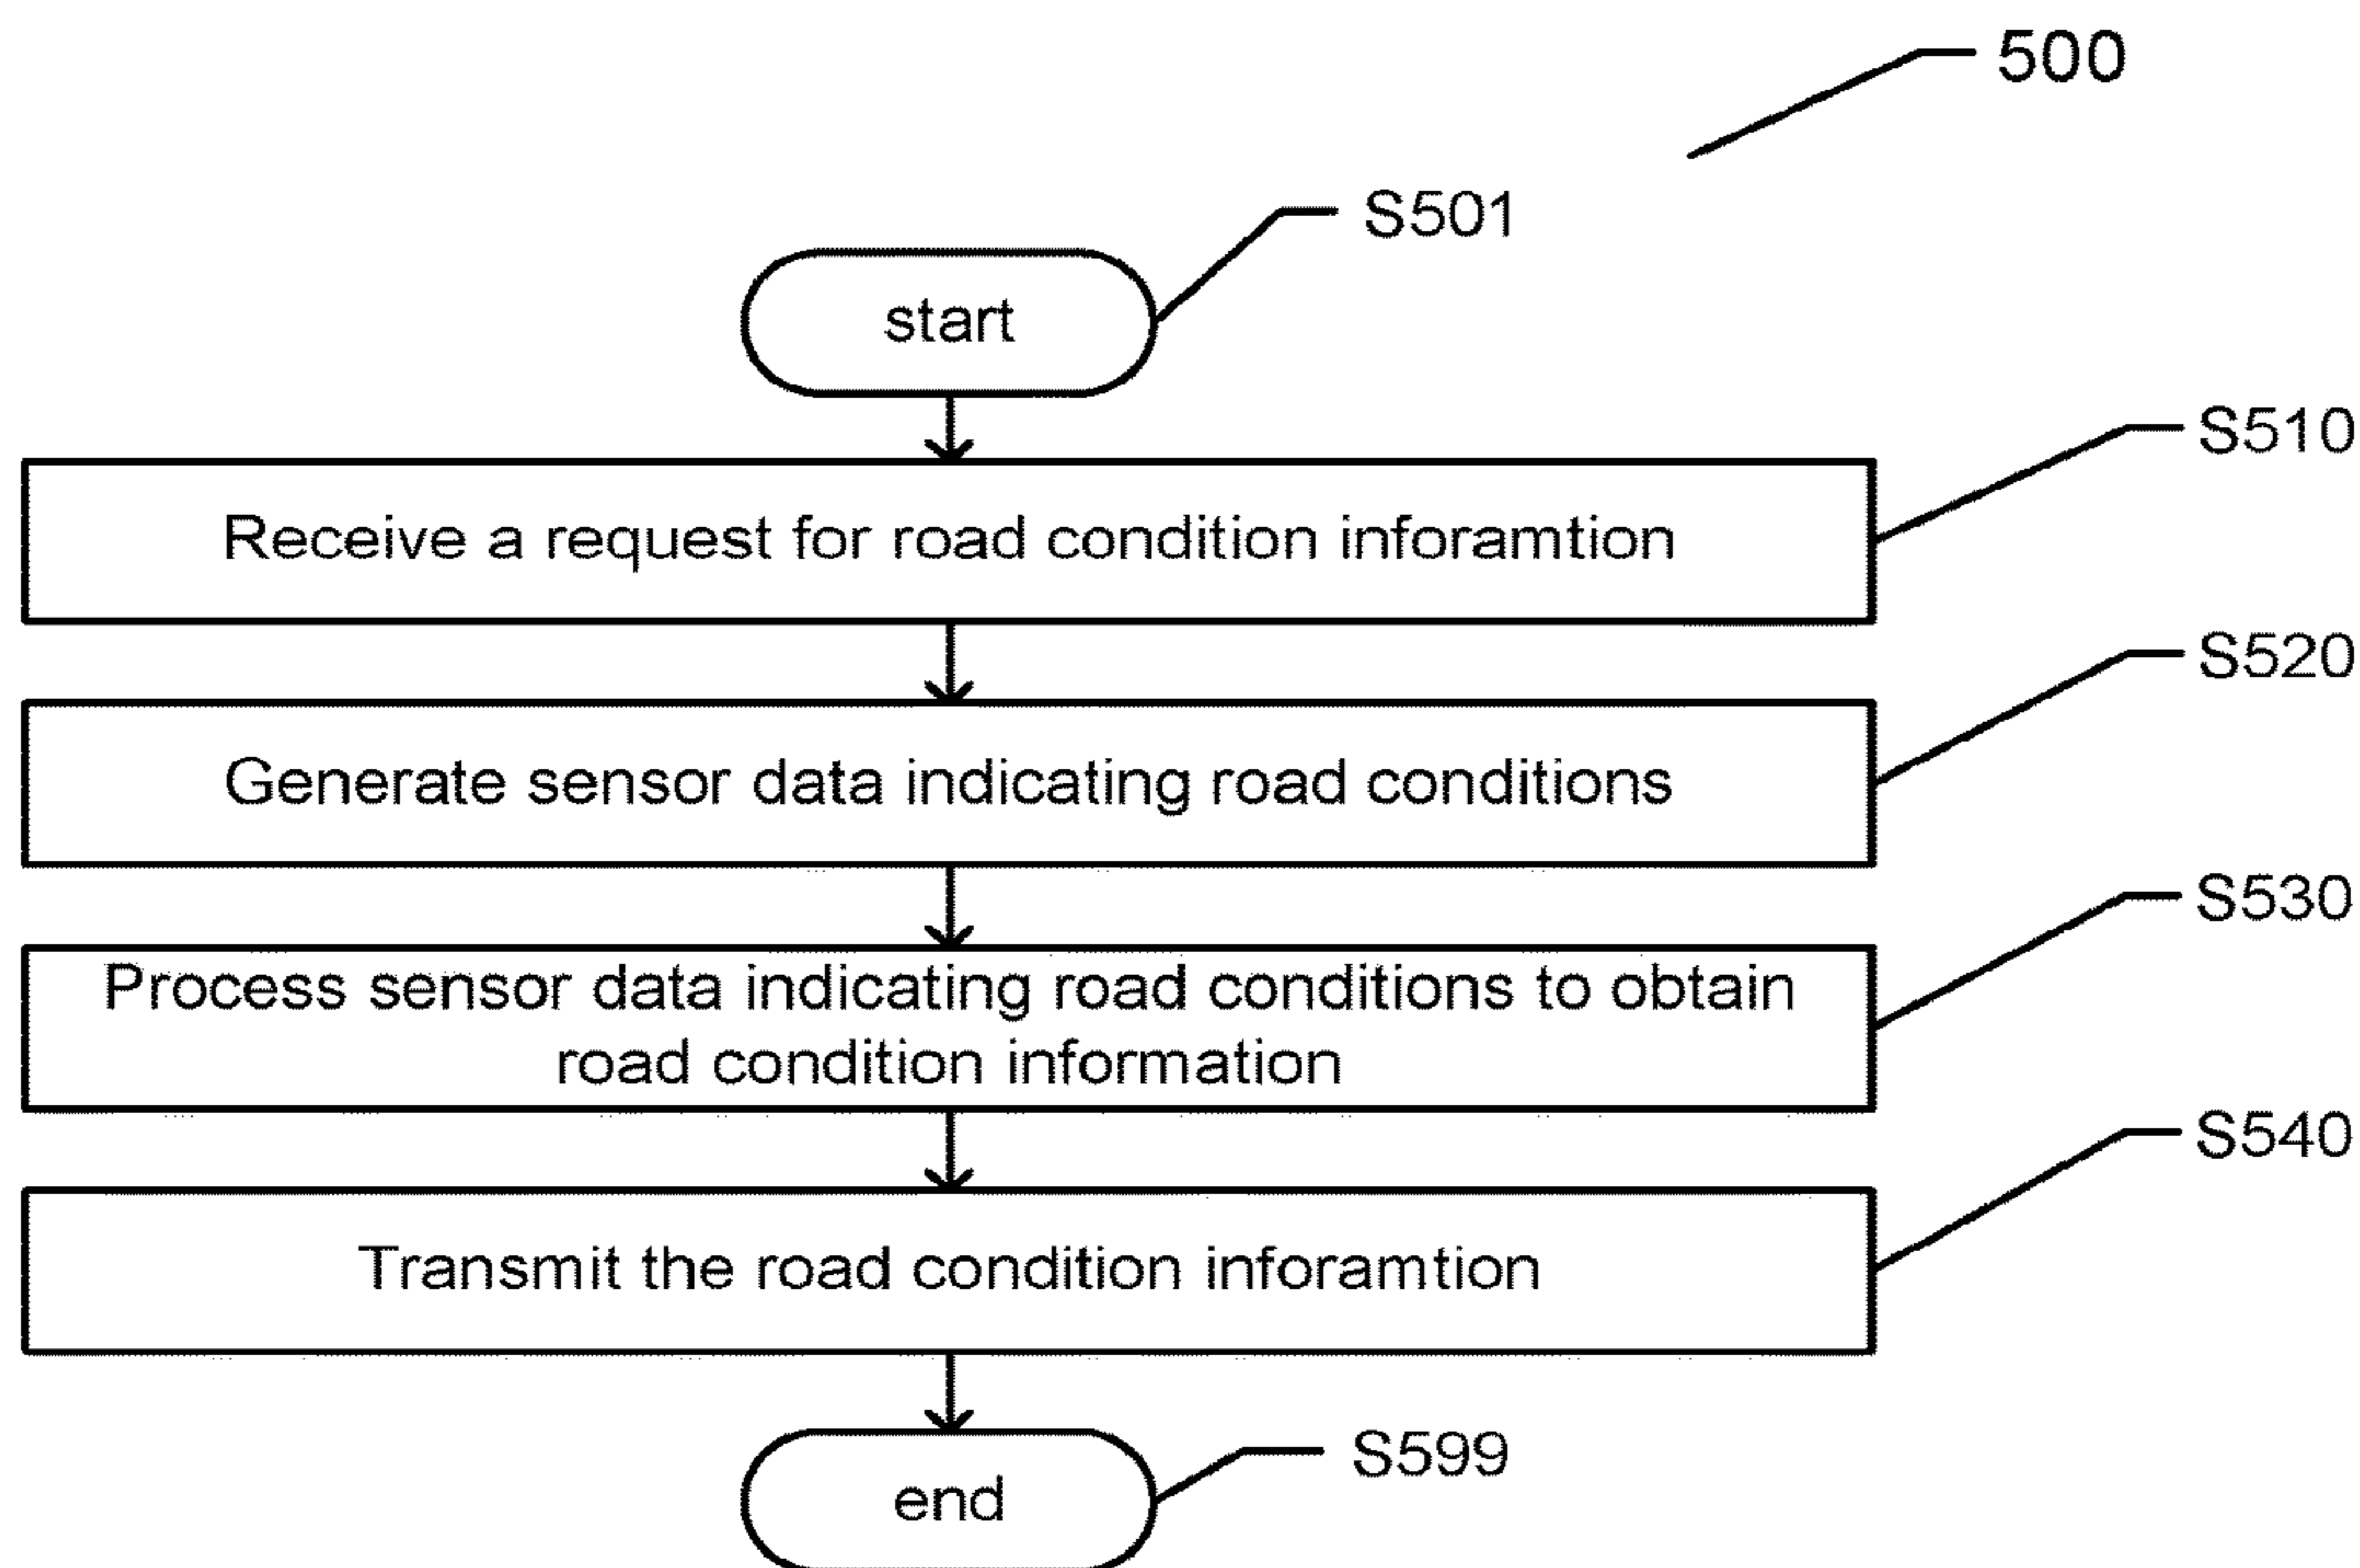 500
S501
start
S510
Receive a request for road condition inforamtion
S520
Generate sensor data indicating road conditions
S530
Process sensor data indicating road conditions to obtain
road condition information
S540
Transmit the road condition inforamtion
S599
end